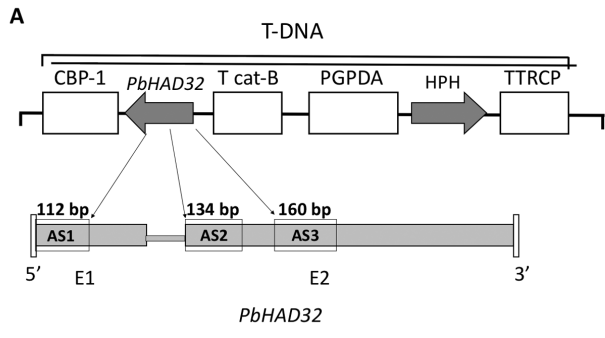 A
T-DNA
CBP-1 PbHAD32 T cat-B PGPDA HPH TTRCP
112 bp 134 bp 160 bp
AS1 AS2 AS3
5’ E1 E2 3’
PbHAD32